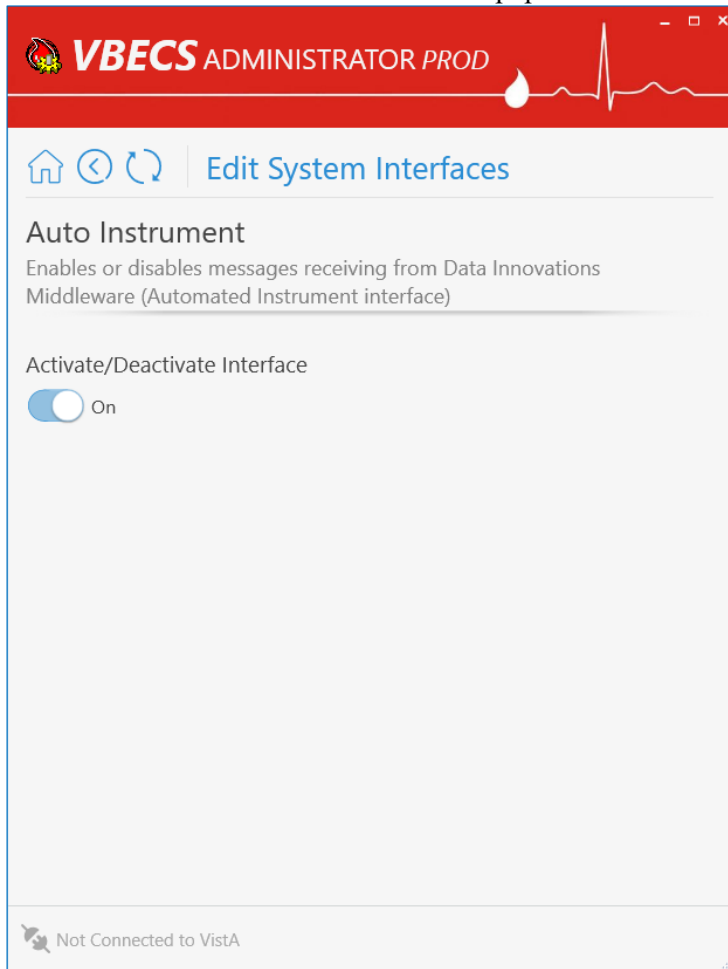 VBECS ADMINISTRATOR PROD
Edit System Interfaces
Auto Instrument
Enables or disables messages receiving from Data Innovations
Middleware (Automated Instrument interface)
Activate/Deactivate Interface
On
Not Connected to VistA